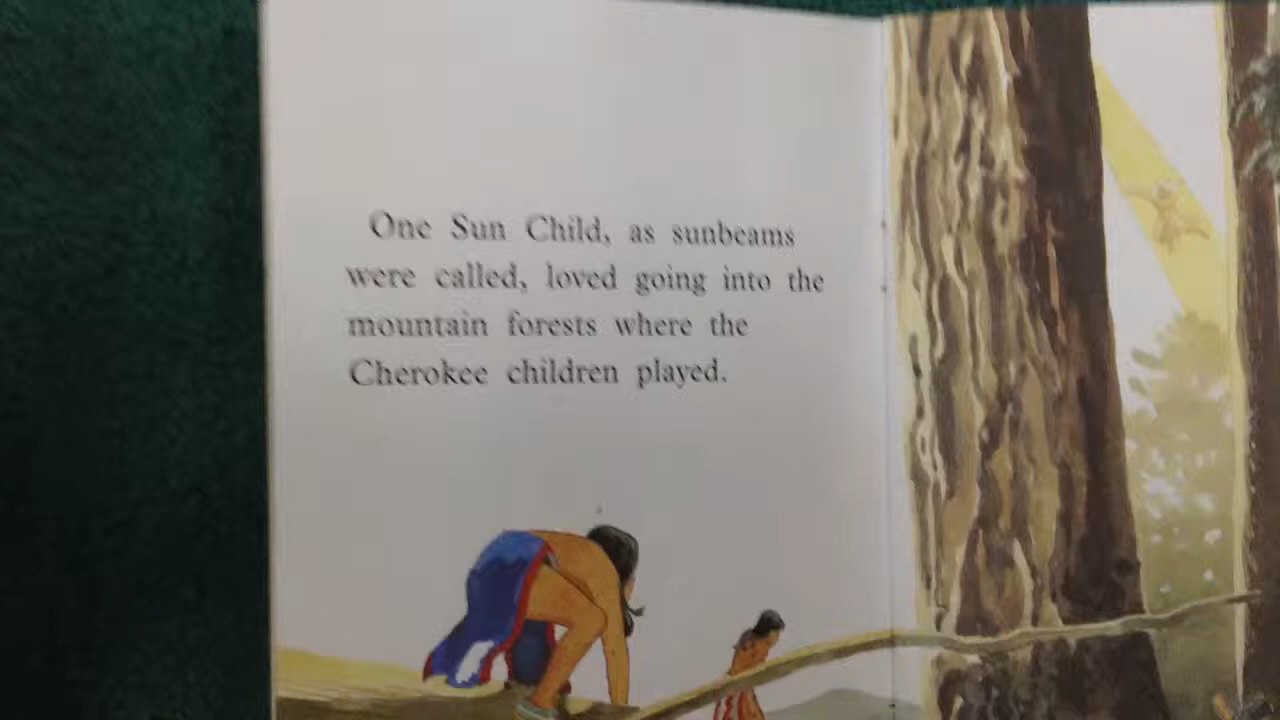 One Sun Child, as sunbeams
were called, loved going into the
mountain forests where the
Cherokee children played.